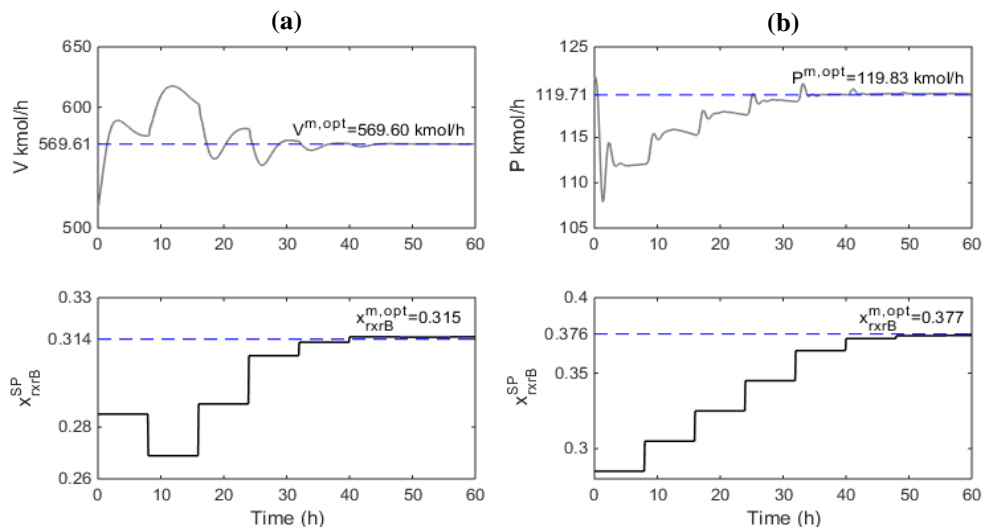 (a)
650
600
569.61
500
V kmol/h
V^m,opt=569.60 kmol/h
0 10 20 30 40 50 60
(b)
125
119.71
115
110
105
P kmol/h
P^m,opt=119.83 kmol/h
0 10 20 30 40 50 60
0.33
0.314
0.28
0.26
x^SP_rxrB
x^m,opt_rxrB=0.315
0 10 20 30 40 50 60
Time (h)
0.4
0.376
0.35
0.3
x^SP_rxrB
x^m,opt_rxrB=0.377
0 10 20 30 40 50 60
Time (h)